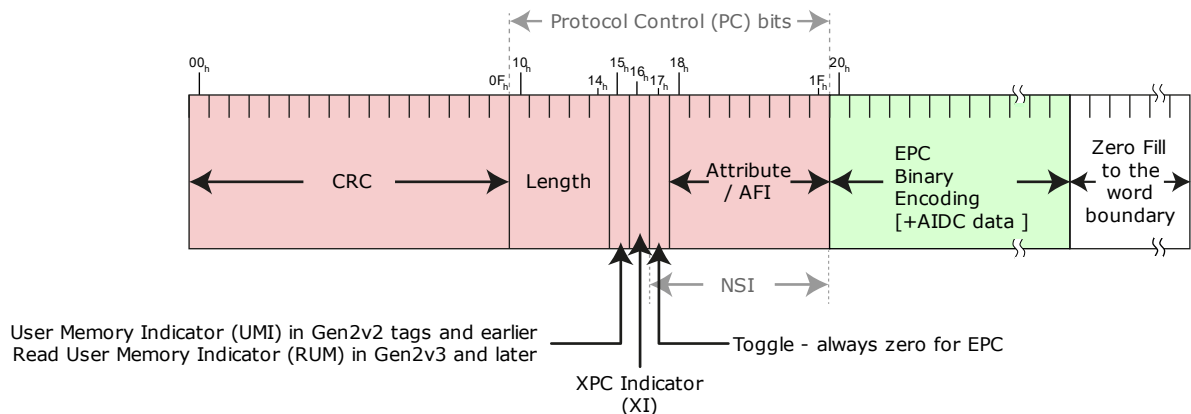 Protocol Control (PC) bits
00h 0Fh 10h 14h 15h 16h 17h 18h 1Fh 20h
CRC
Length
Attribute
/ AFI
EPC
Binary
Encoding
[+AIDC data ]
Zero Fill
to the
word
boundary
NSI
User Memory Indicator (UMI) in Gen2v2 tags and earlier
Read User Memory Indicator (RUM) in Gen2v3 and later
XPC Indicator
(XI)
Toggle - always zero for EPC